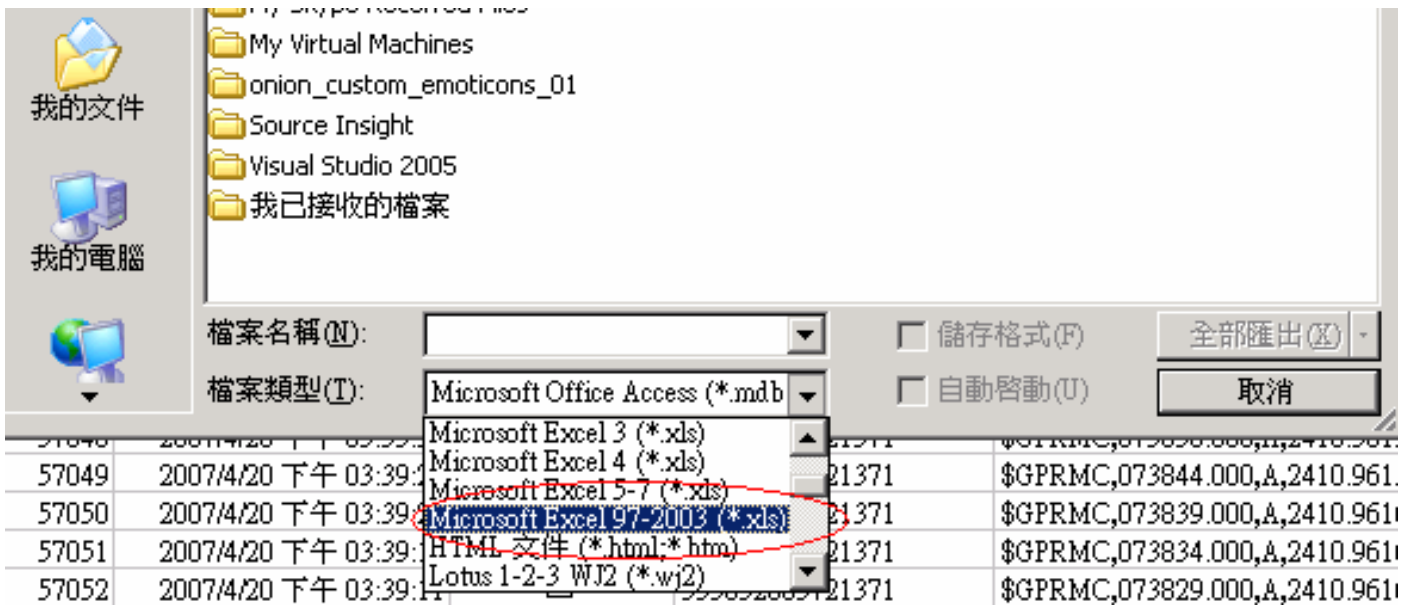 My Virtual Machines
onion_custom_emoticons_01
我的文件
Source Insight
Visual Studio 2005
我已接收的檔案
我的電腦
檔案名稱(N):
儲存格式(F)
全部匯出(X)
檔案類型(T):
Microsoft Office Access (*.mdb
自動啓動(U)
取消
Microsoft Excel 3 (*.xls)
Microsoft Excel 4 (*.xls)
Microsoft Excel 5-7 (*.xls)
Microsoft Excel 97-2003 (*.xls)
HTML 文件 (*.html;*.htm)
Lotus 1-2-3 WJ2 (*.wj2)
57049 2007/4/20 下午 03:39: 21371 $GPRMC,073844.000,A,2410.961
57050 2007/4/20 下午 03:39: 1371 $GPRMC,073839.000,A,2410.961
57051 2007/4/20 下午 03:39: 21371 $GPRMC,073834.000,A,2410.961
57052 2007/4/20 下午 03:39: 21371 $GPRMC,073829.000,A,2410.961